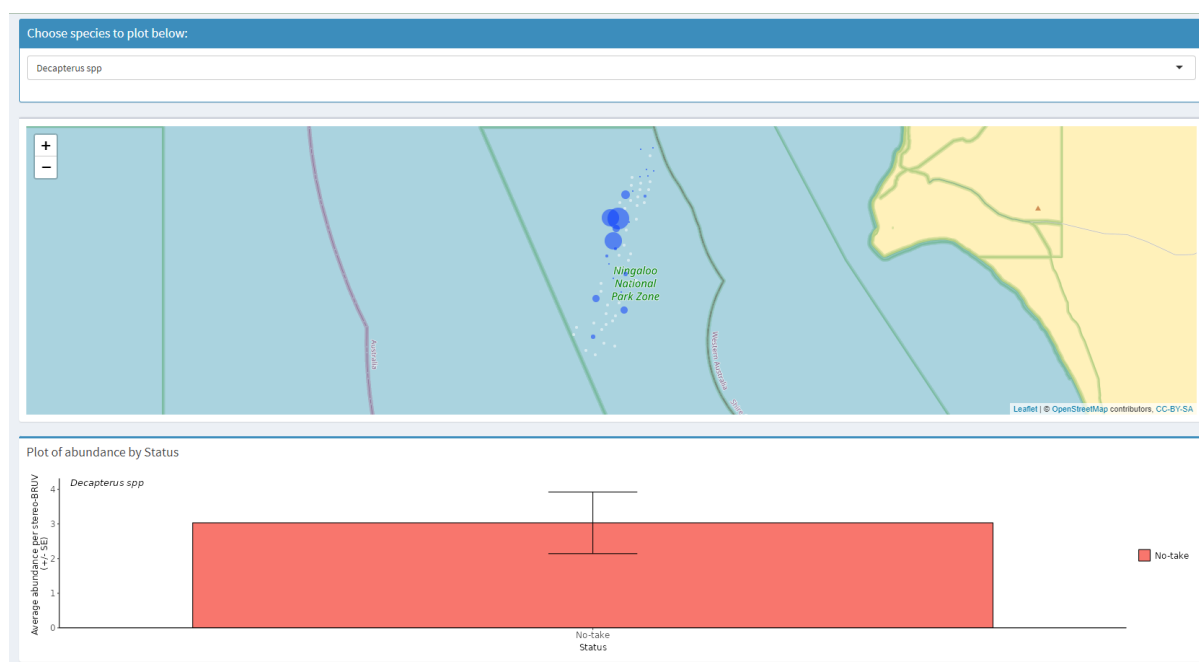 Choose species to plot below:
Decapterus spp
+
−
Ningaloo
National
Park Zone
Australia
Western Australia
Shire
Leaflet | © OpenStreetMap contributors, CC-BY-SA
Plot of abundance by Status
Decapterus spp
Average abundance per stereo-BRUV
(+/- SE)
4
3
2
1
0
No-take
Status
No-take